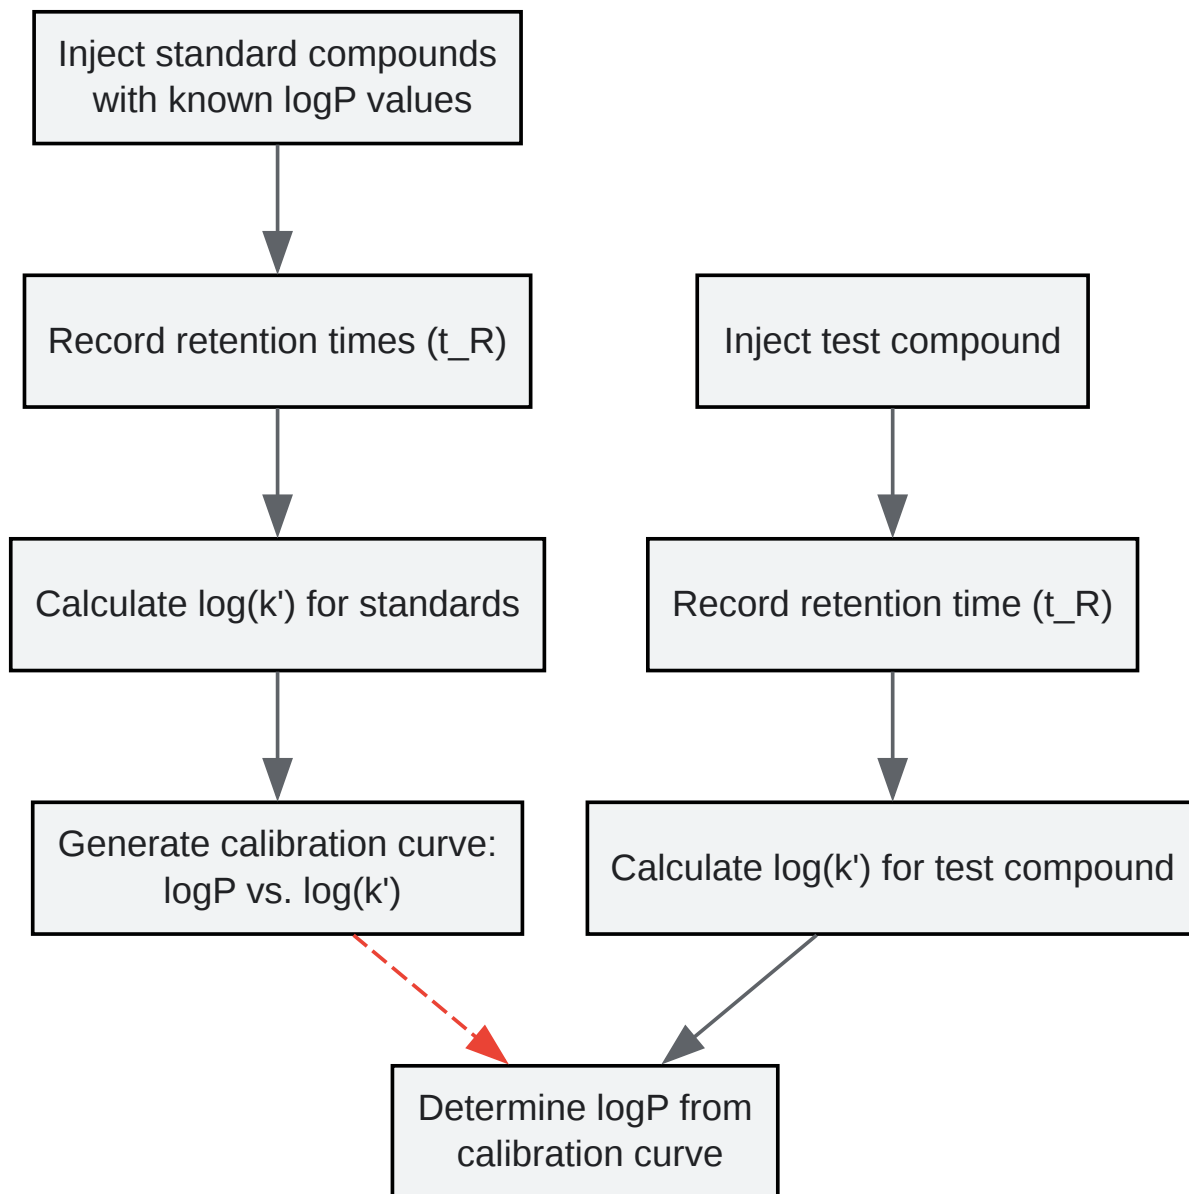 Inject standard compounds
with known logP values
Record retention times (t_R)
Inject test compound
Calculate log(k') for standards
Record retention time (t_R)
Generate calibration curve:
logP vs. log(k')
Calculate log(k') for test compound
Determine logP from
calibration curve